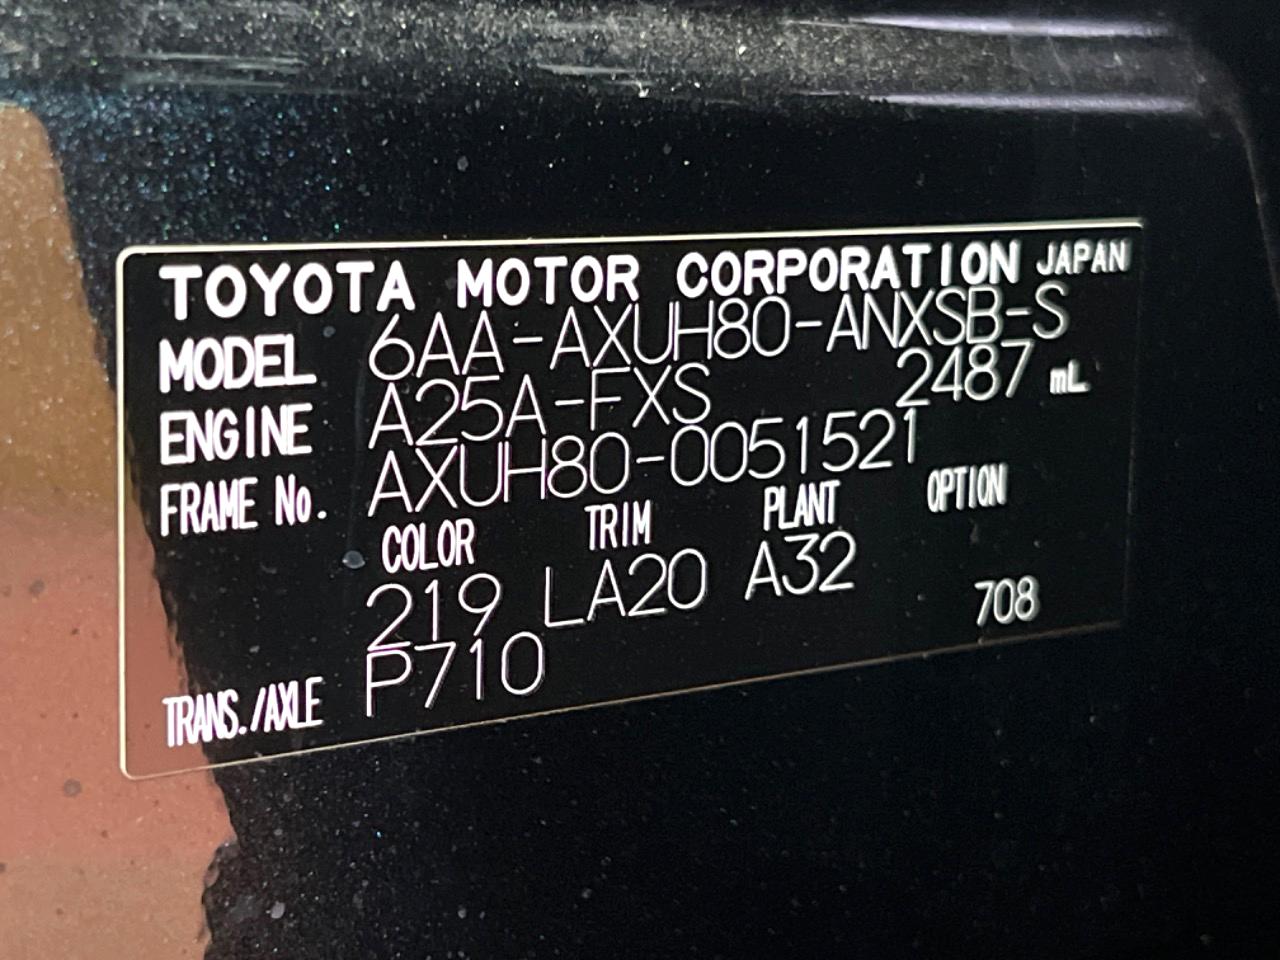 TOYOTA MOTOR CORPORATION JAPAN
MODEL 6AA-AXUH80-ANXSB-S
ENGINE A25A-FXS 2487 mL
FRAME No. AXUH80-0051521
COLOR TRIM PLANT OPTION
219 LA20 A32 708
TRANS./AXLE P710